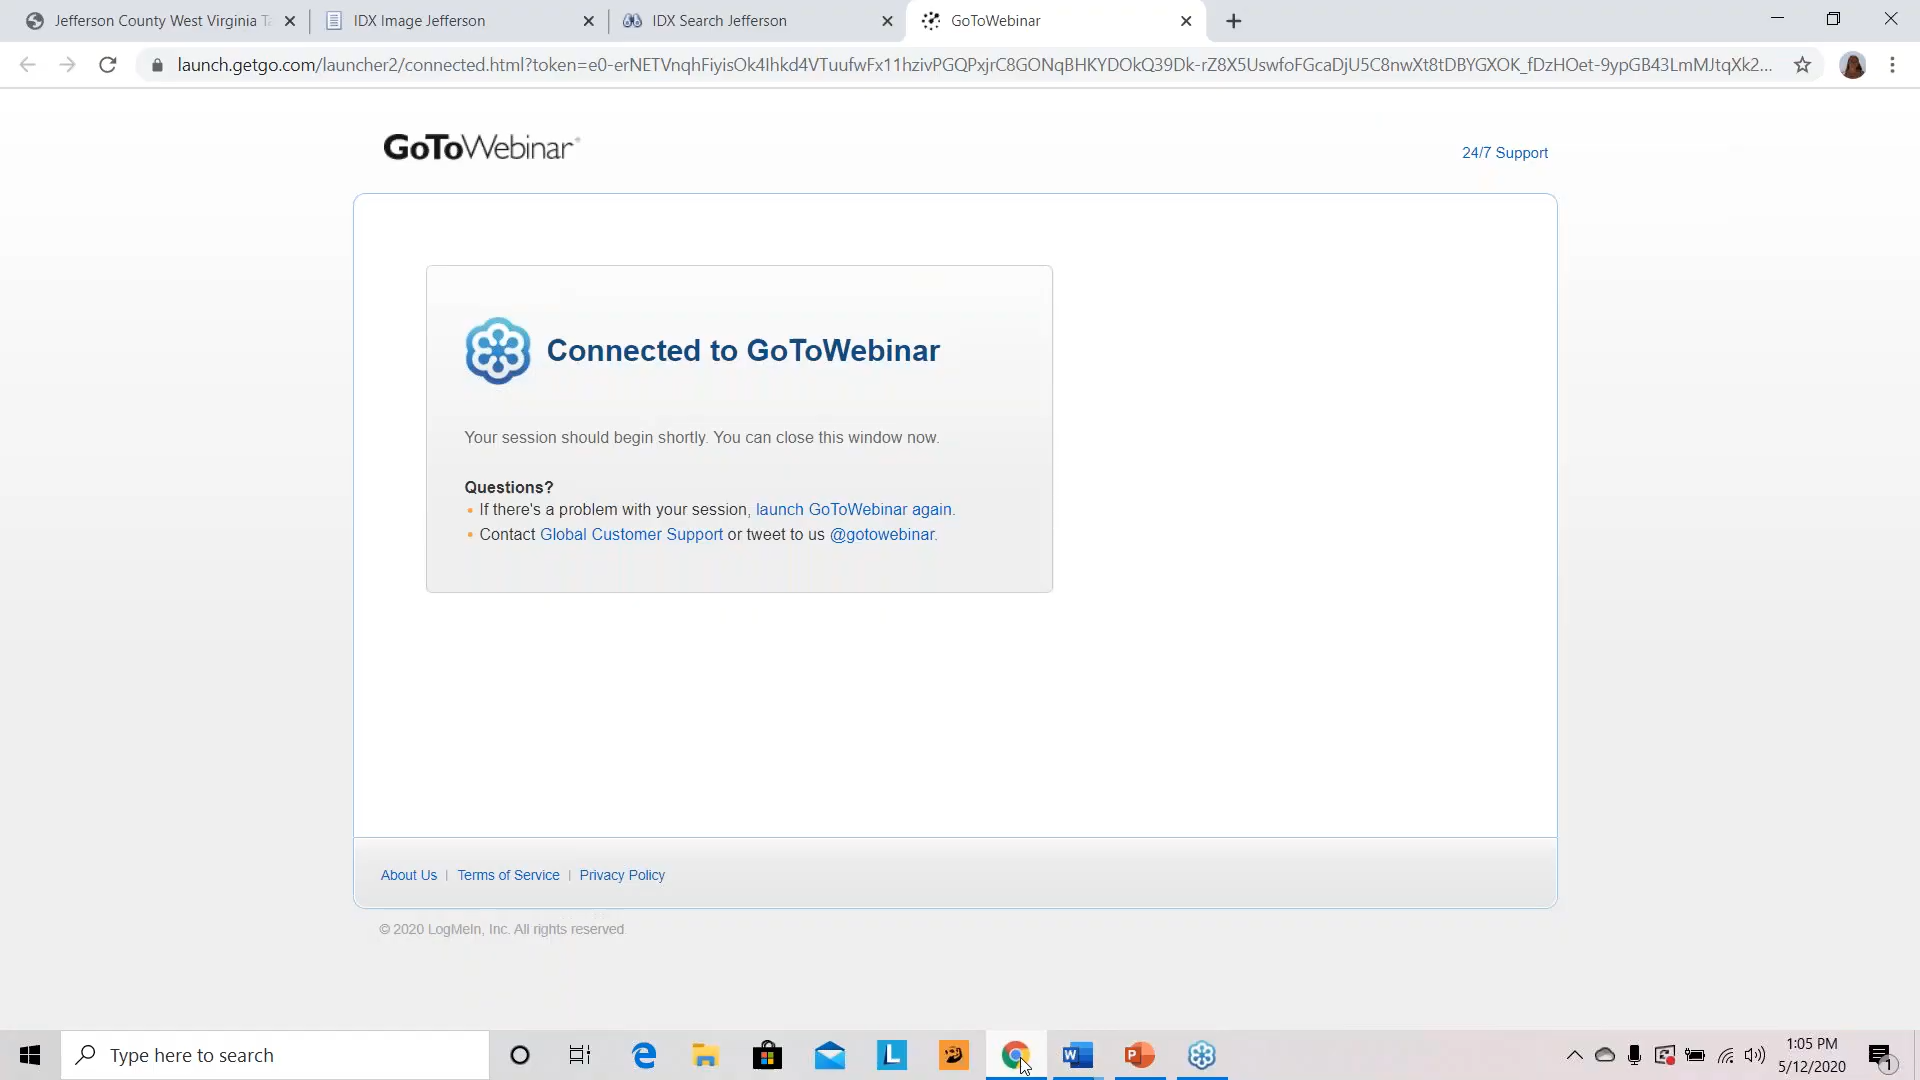 Jefferson County West Virginia Ta
IDX Image Jefferson
IDX Search Jefferson
GoToWebinar
launch.getgo.com/launcher2/connected.html?token=e0-erNETVnqhFiyisOk4Ihkd4VTuufwFx11hzivPGQPxjrC8GONqBHKYDOkQ39Dk-rZ8X5UswfoFGcaDjU5C8nwXt8tDBYGXOK_fDzHOet-9ypGB43LmMJtqXk2...
GoToWebinar
24/7 Support
Connected to GoToWebinar
Your session should begin shortly. You can close this window now.
Questions?
• If there's a problem with your session, launch GoToWebinar again.
• Contact Global Customer Support or tweet to us @gotowebinar.
About Us | Terms of Service | Privacy Policy
© 2020 LogMeIn, Inc. All rights reserved
Type here to search
1:05 PM
5/12/2020
1